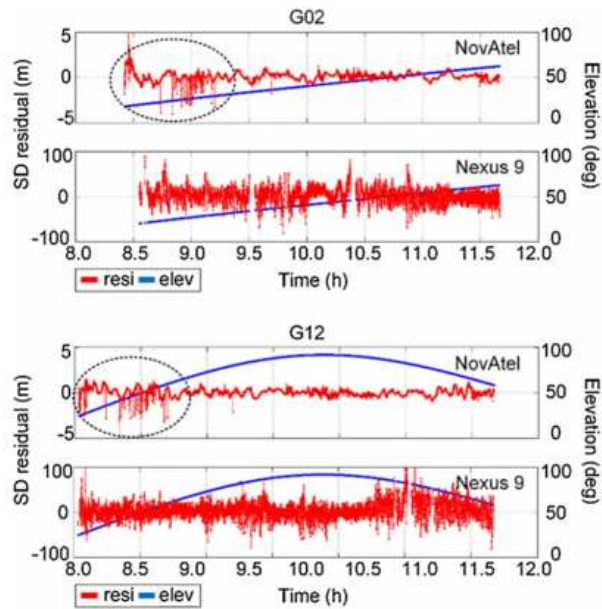 G02
5 100
NovAtel
0 50
-5 0
SD residual (m)
Elevation (deg)
100 100
Nexus 9
0 50
-100 0
8.0 8.5 9.0 9.5 10.0 10.5 11.0 11.5 12.0
resi elev
Time (h)
G12
5 100
NovAtel
0 50
-5 0
SD residual (m)
Elevation (deg)
100 100
Nexus 9
0 50
-100 0
8.0 8.5 9.0 9.5 10.0 10.5 11.0 11.5 12.0
resi elev
Time (h)